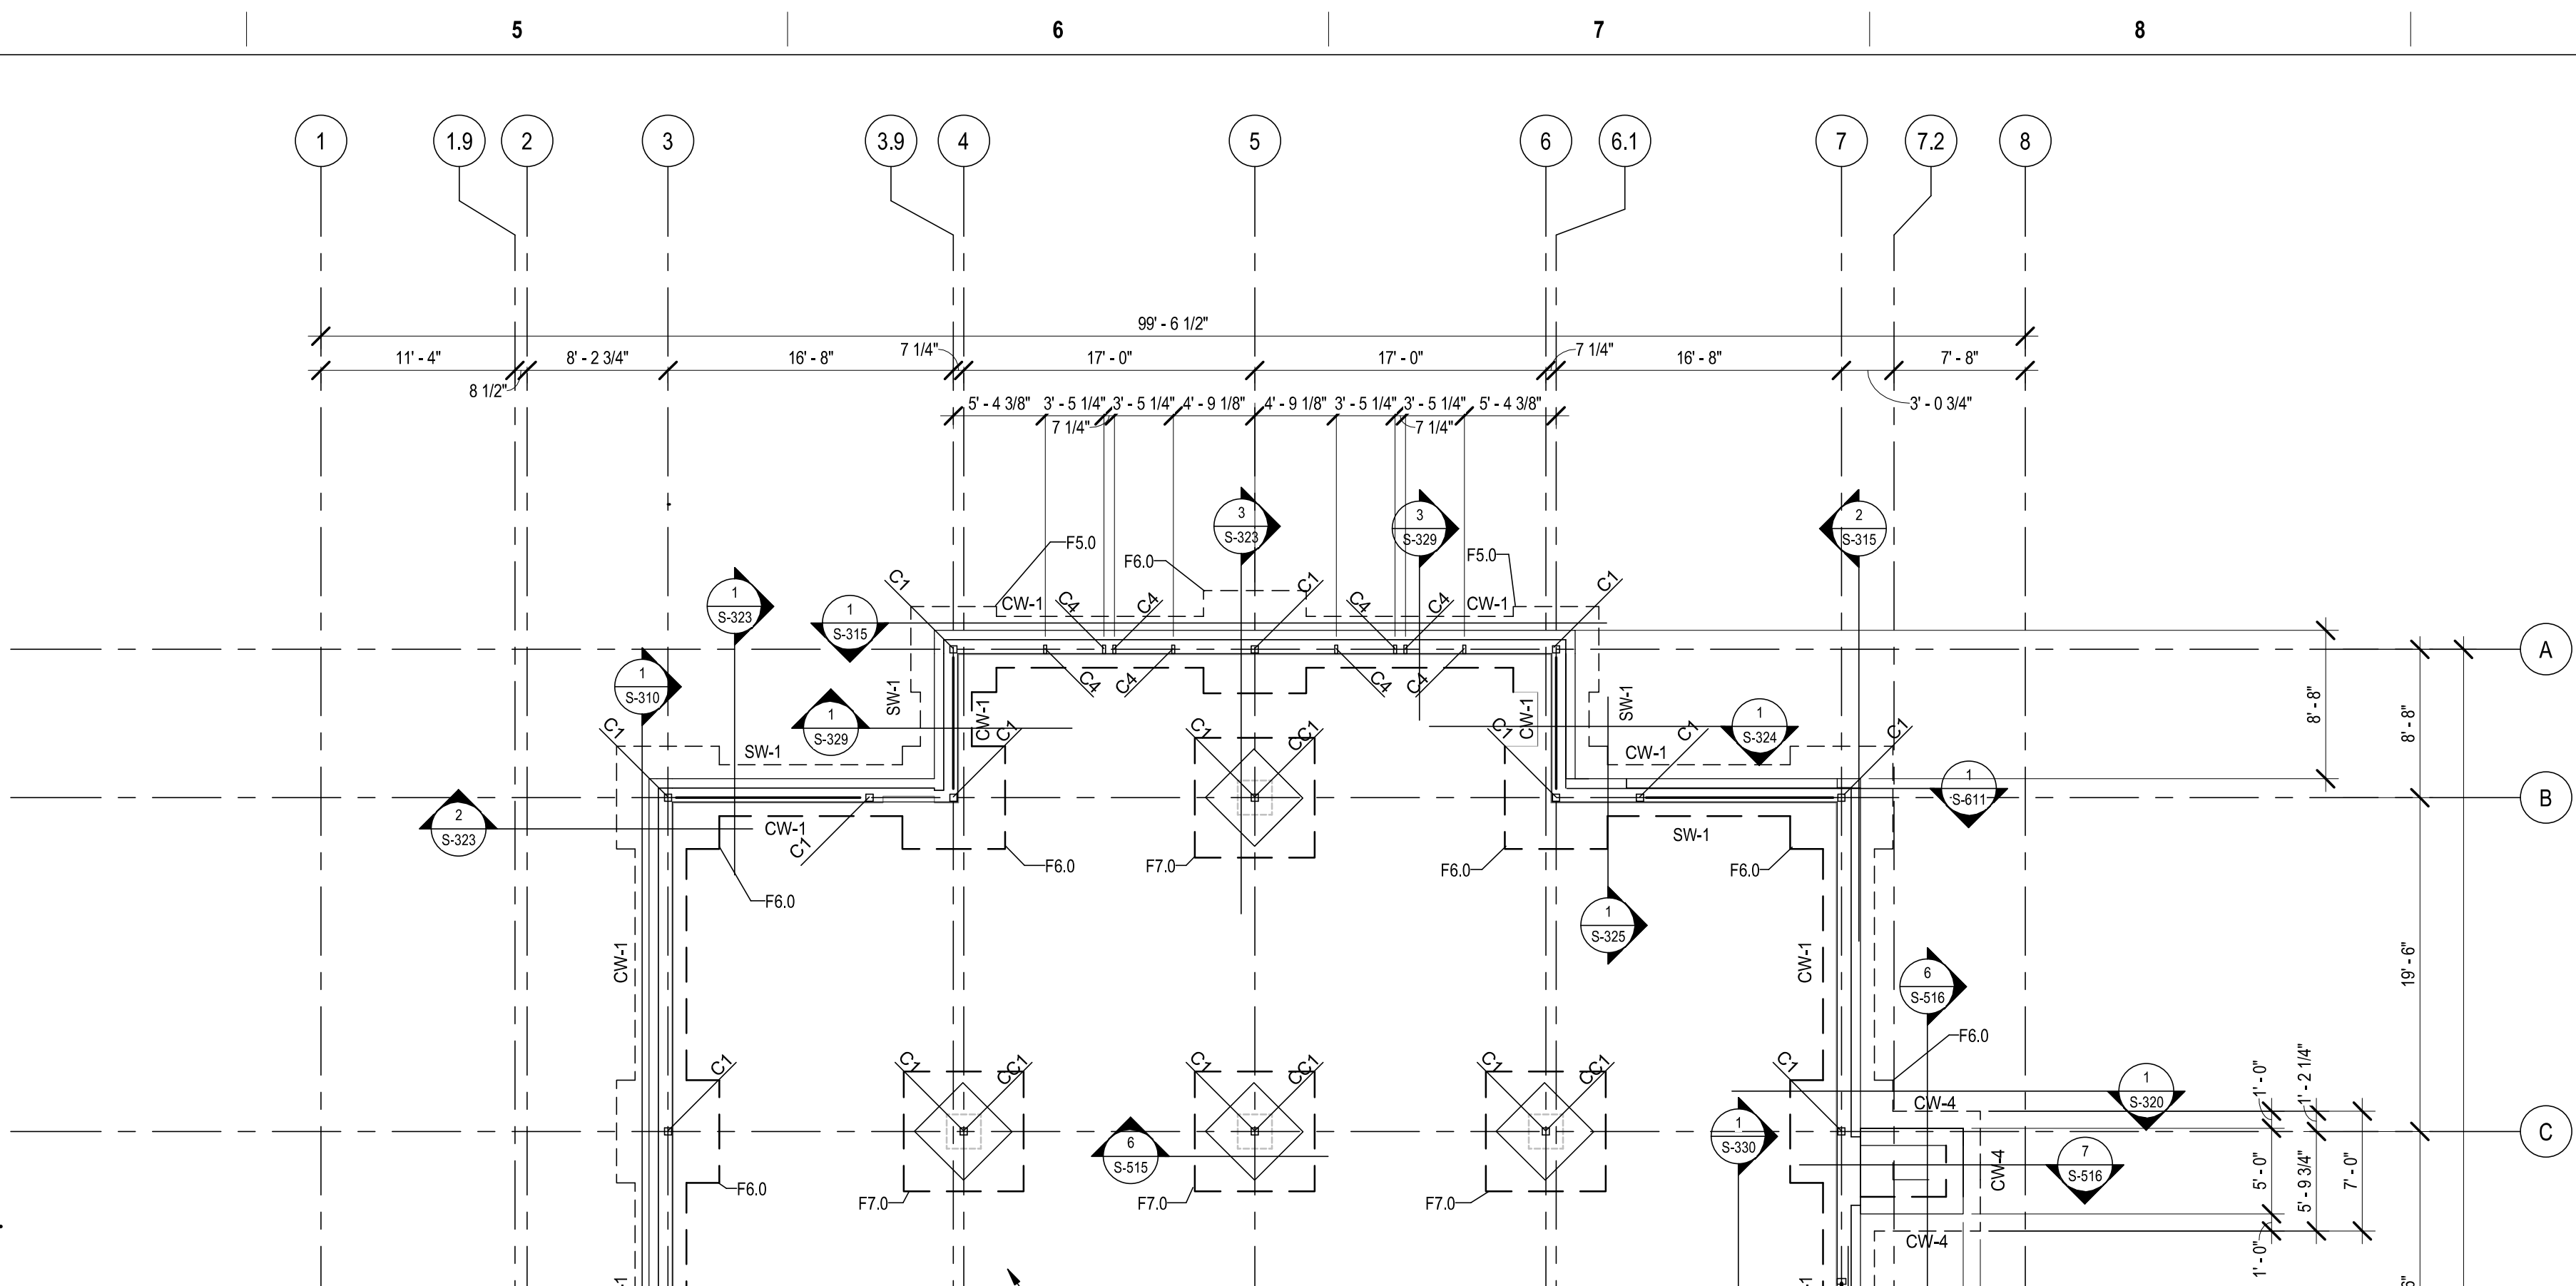 5 6 7 8
1 1.9 2 3 3.9 4 5 6 6.1 7 7.2 8
99' - 6 1/2"
11' - 4" 8' - 2 3/4" 16' - 8" 7 1/4" 17' - 0" 17' - 0" 7 1/4" 16' - 8" 7' - 8"
8 1/2"
5' - 4 3/8" 3' - 5 1/4" 3' - 5 1/4" 4' - 9 1/8" 4' - 9 1/8" 3' - 5 1/4" 3' - 5 1/4" 5' - 4 3/8" 3' - 0 3/4"
7 1/4" 7 1/4"
3
S-323
3
S-329
2
S-315
F5.0 F6.0 F5.0
C1 C1 C1
1
S-323
1
S-315
CW-1 C4 C4 C4 C4 CW-1
A
1
S-310
C4 C4 C4 C4
SW-1 CW-1 CW-1 SW-1
8' - 8" 8' - 8"
1
S-329
1
S-324
C1 C1 C1 CC1 C1 C1 C1
SW-1 CW-1
1
S-611
B
2
S-323
CW-1 C1 SW-1
F6.0 F7.0 F6.0 F6.0
F6.0
1
S-325
CW-1 CW-1
19' - 6"
6
S-516
F6.0
C1 C1 CC1 C1 CC1 C1 CC1 C1
1
S-320
1' - 0" 1' - 2 1/4"
CW-4
1
S-330
C
6
S-515
7
S-516
CW-4
5' - 0" 5' - 9 3/4" 7' - 0"
F6.0 F7.0 F7.0 F7.0
CW-4
1' - 0"